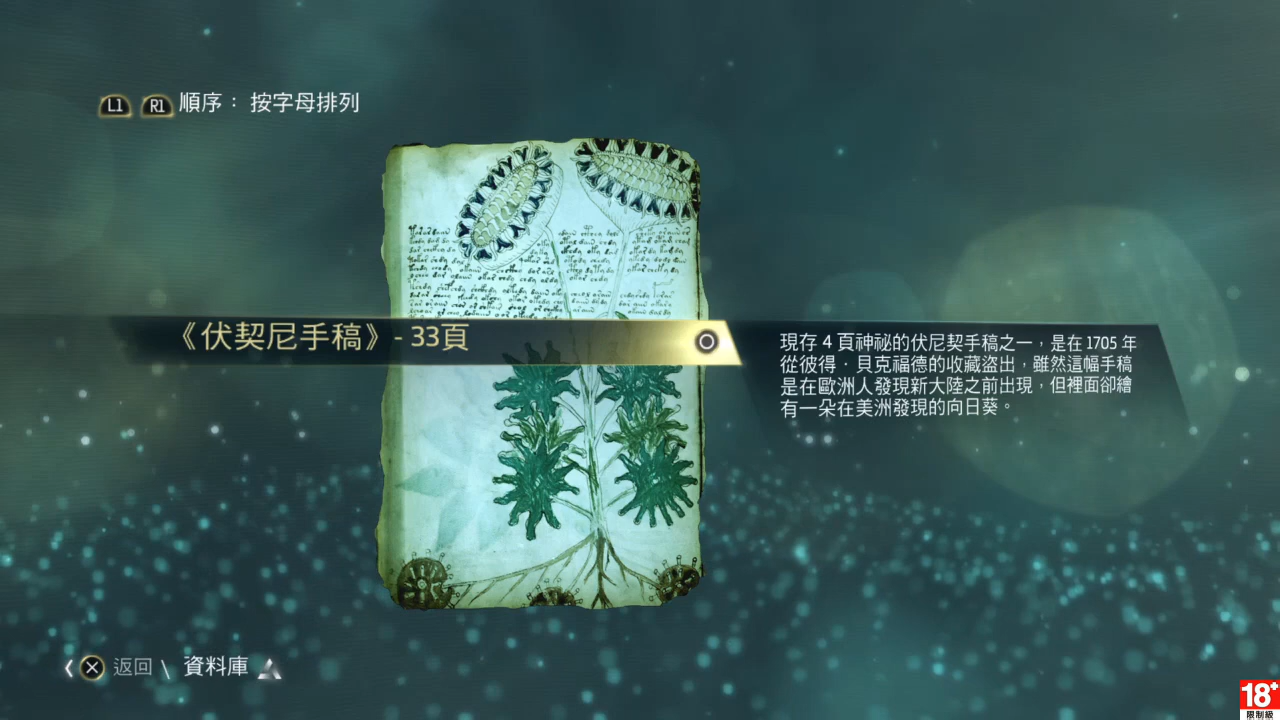 L1 R1 順序： 按字母排列
《伏契尼手稿》- 33頁
現存 4 頁神祕的伏尼契手稿之一，是在 1705 年
從彼得．貝克福德的收藏盜出，雖然這幅手稿
是在歐洲人發現新大陸之前出現，但裡面卻繪
有一朵在美洲發現的向日葵。
返回 \ 資料庫
18+
限制級